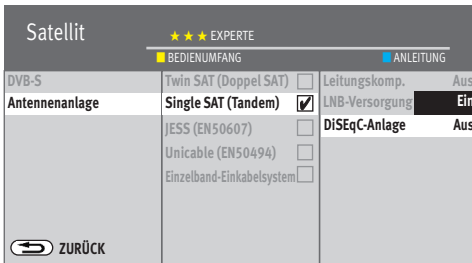 Satellit
★ ★ ★ EXPERTE
BEDIENUMFANG
ANLEITUNG
DVB-S
Antennenanlage
Twin SAT (Doppel SAT)
Single SAT (Tandem)
JESS (EN50607)
Unicable (EN50494)
Einzelband-Einkabelsystem
Leitungskomp. Aus
LNB-Versorgung Ein
DiSEqC-Anlage Aus
ZURÜCK